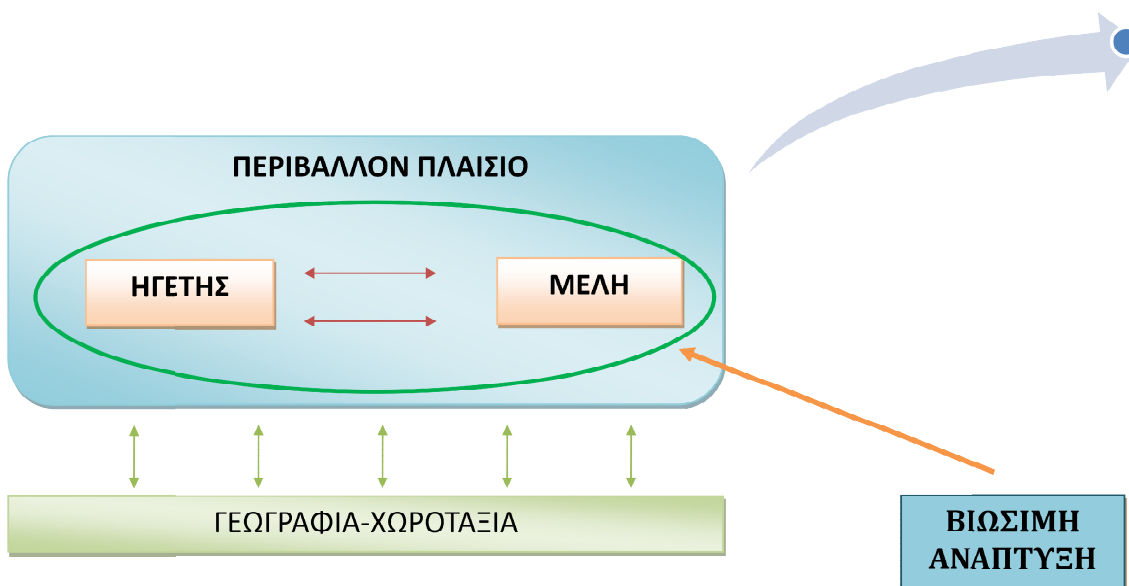 ΠΕΡΙΒΑΛΛΟΝ ΠΛΑΙΣΙΟ
ΗΓΕΤΗΣ
ΜΕΛΗ
ΓΕΩΓΡΑΦΙΑ-ΧΩΡΟΤΑΞΙΑ
ΒΙΩΣΙΜΗ
ΑΝΑΠΤΥΞΗ